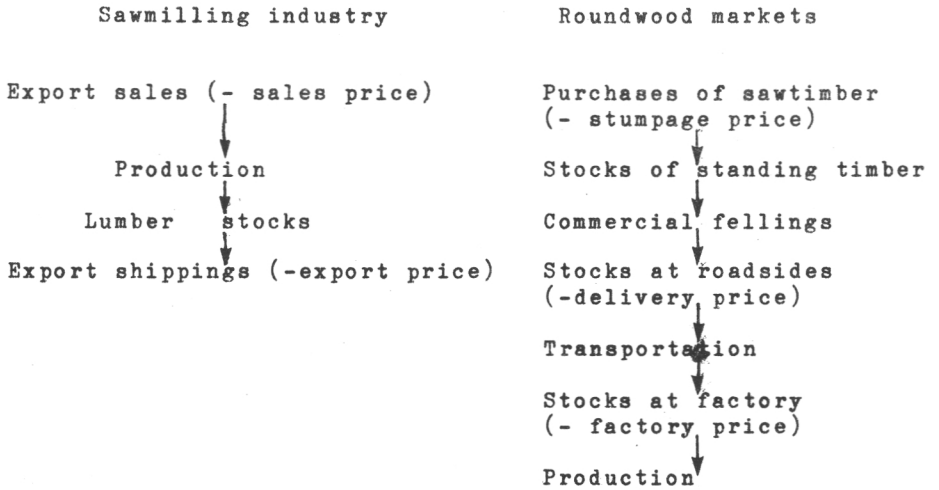 Sawmilling industry
Export sales (- sales price)
Production
Lumber stocks
Export shippings (-export price)
Roundwood markets
Purchases of sawtimber
(- stumpage price)
Stocks of standing timber
Commercial fellings
Stocks at roadsides
(-delivery price)
Transportation
Stocks at factory
(- factory price)
Production